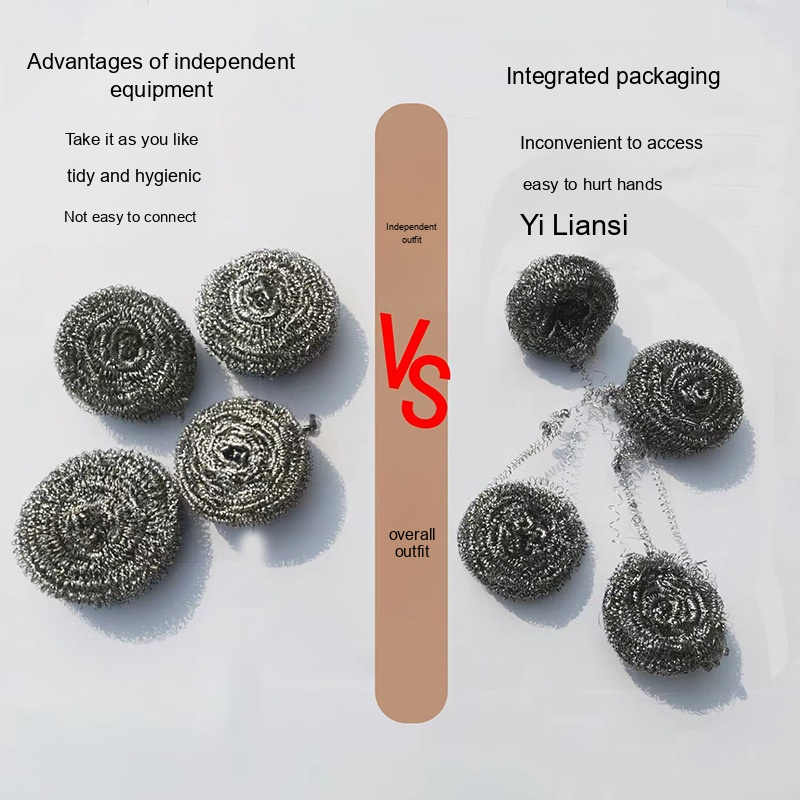 Advantages of independent
equipment
Take it as you like
tidy and hygienic
Not easy to connect
Integrated packaging
Inconvenient to access
easy to hurt hands
Yi Liansi
Independent
outfit
VS
overall
outfit